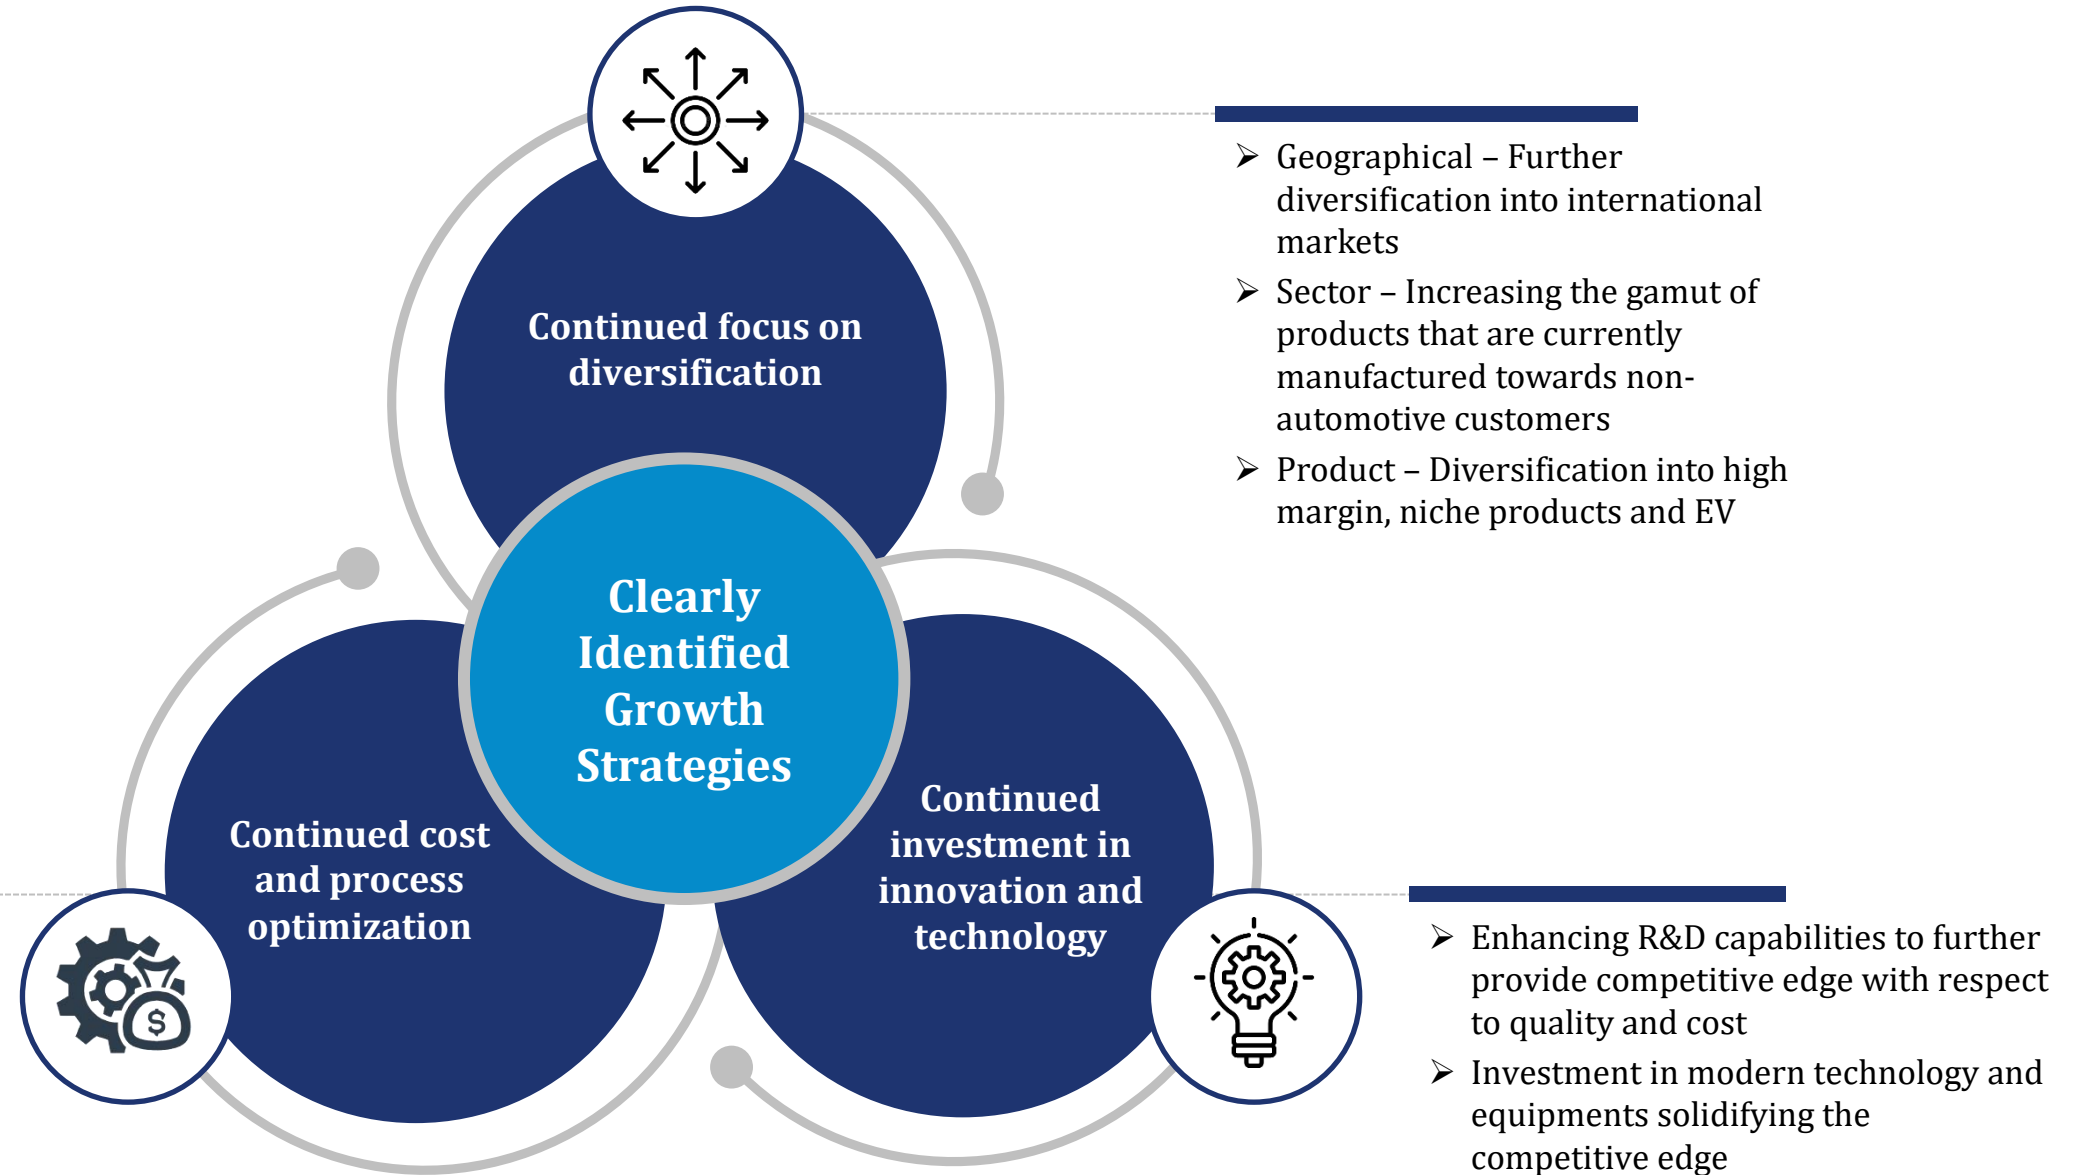 Continued focus on
diversification
➢ Geographical – Further
diversification into international
markets
➢ Sector – Increasing the gamut of
products that are currently
manufactured towards non-
automotive customers
➢ Product – Diversification into high
margin, niche products and EV
Clearly
Identified
Growth
Strategies
Continued cost
and process
optimization
$
Continued
investment in
innovation and
technology
➢ Enhancing R&D capabilities to further
provide competitive edge with respect
to quality and cost
➢ Investment in modern technology and
equipments solidifying the
competitive edge